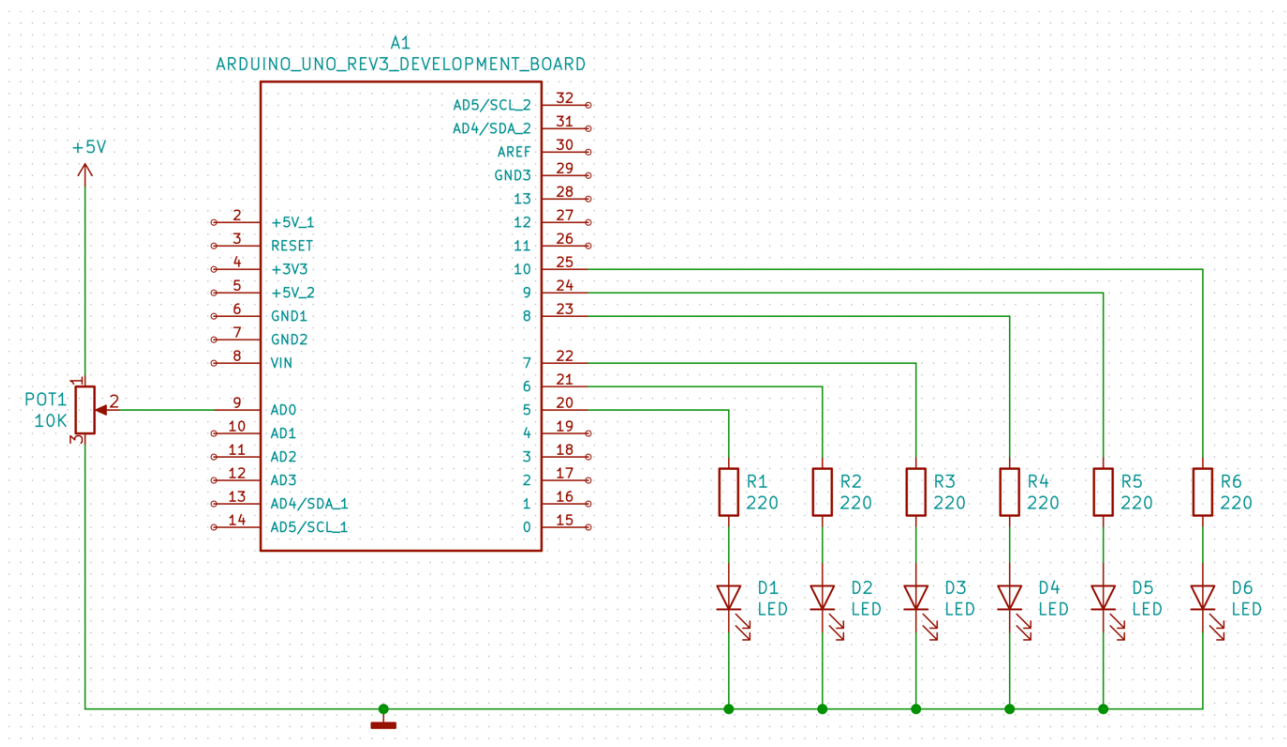 A1
ARDUINO_UNO_REV3_DEVELOPMENT_BOARD
AD5/SCL_2 32
AD4/SDA_2 31
AREF 30
GND3 29
13 28
+5V
2 +5V_1 12 27
3 RESET 11 26
4 +3V3 10 25
5 +5V_2 9 24
6 GND1 8 23
7 GND2
8 VIN 7 22
6 21
POT1
10K
1
2
3
9 AD0 5 20
10 AD1 4 19
11 AD2 3 18
12 AD3 2 17
13 AD4/SDA_1 1 16
14 AD5/SCL_1 0 15
R1 R2 R3 R4 R5 R6
220 220 220 220 220 220
D1 D2 D3 D4 D5 D6
LED LED LED LED LED LED